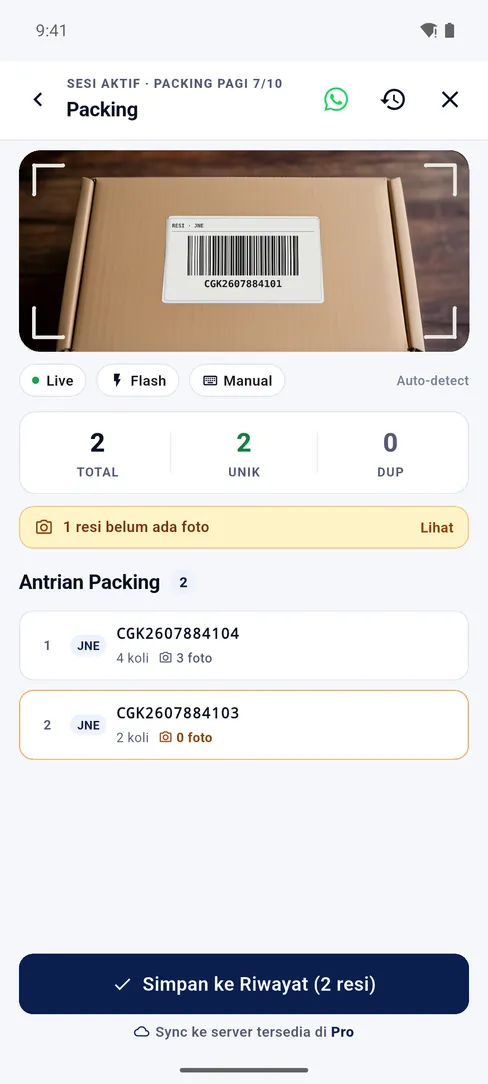 9:41
SESI AKTIF · PACKING PAGI 7/10
Packing
RESI · JNE
CGK2607884101
Live
Flash
Manual
Auto-detect
2
2
0
TOTAL
UNIK
DUP
1 resi belum ada foto
Lihat
Antrian Packing 2
1
JNE
CGK2607884104
4 koli
3 foto
2
JNE
CGK2607884103
2 koli
0 foto
Simpan ke Riwayat (2 resi)
Sync ke server tersedia di Pro